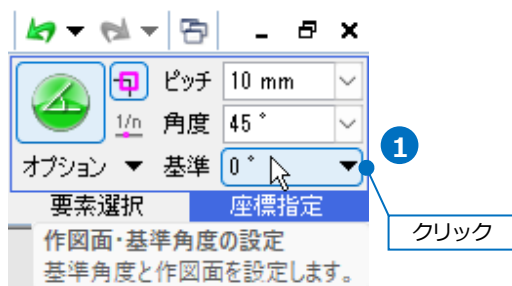 ピッチ 10 mm
1/n 角度 45 °
オプション ▼ 基準 0 °
1
要素選択 座標指定
クリック
作図面・基準角度の設定
基準角度と作図面を設定します。